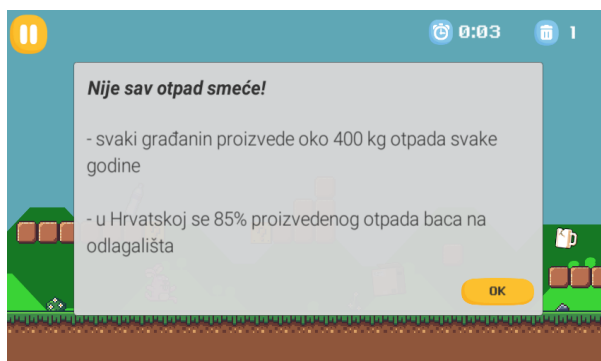 0:03
1
Nije sav otpad smeće!
- svaki građanin proizvede oko 400 kg otpada svake
godine
- u Hrvatskoj se 85% proizvedenog otpada baca na
odlagališta
OK